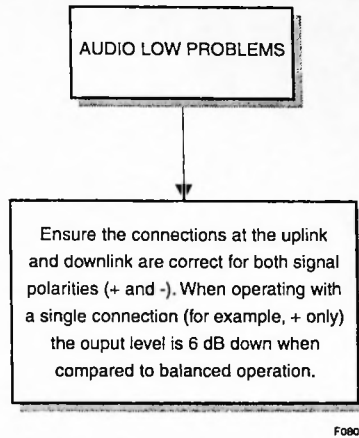 AUDIO LOW PROBLEMS
Ensure the connections at the uplink
and downlink are correct for both signal
polarities (+ and -). When operating with
a single connection (for example, + only)
the ouput level is 6 dB down when
compared to balanced operation.
F080